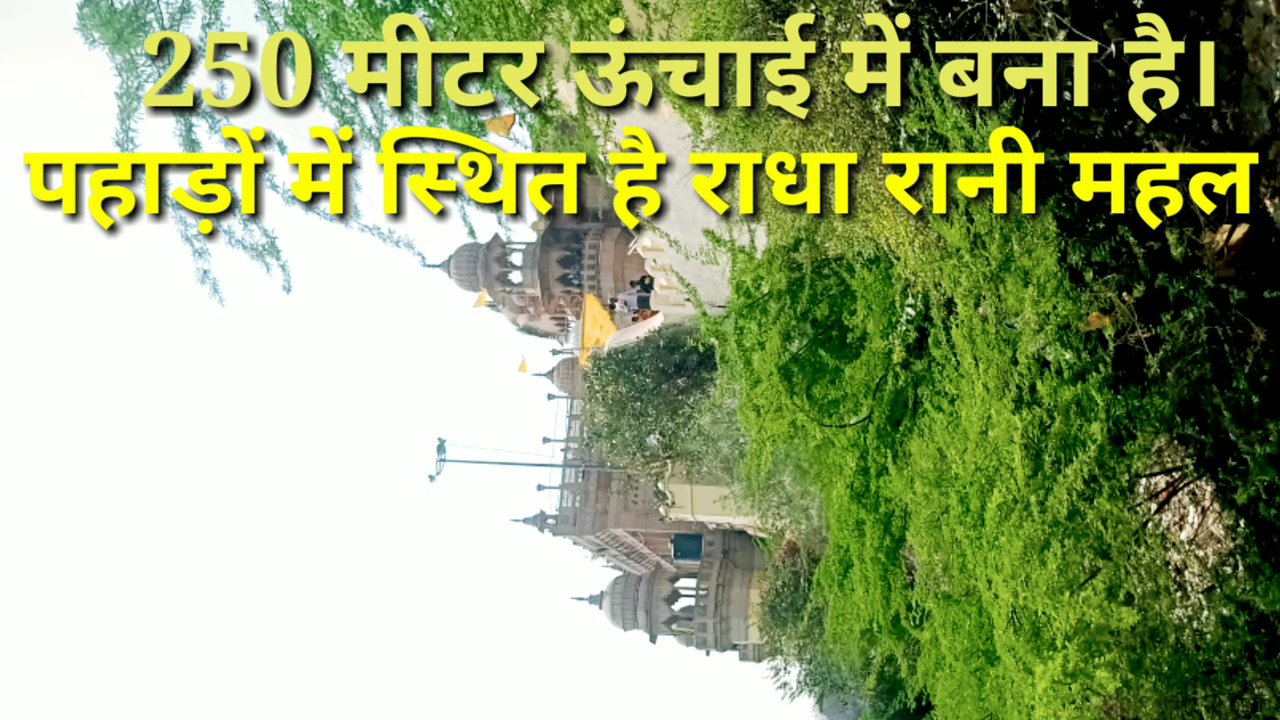 250 मीटर ऊंचाई में बना है।
पहाड़ों में स्थित है राधा रानी महल